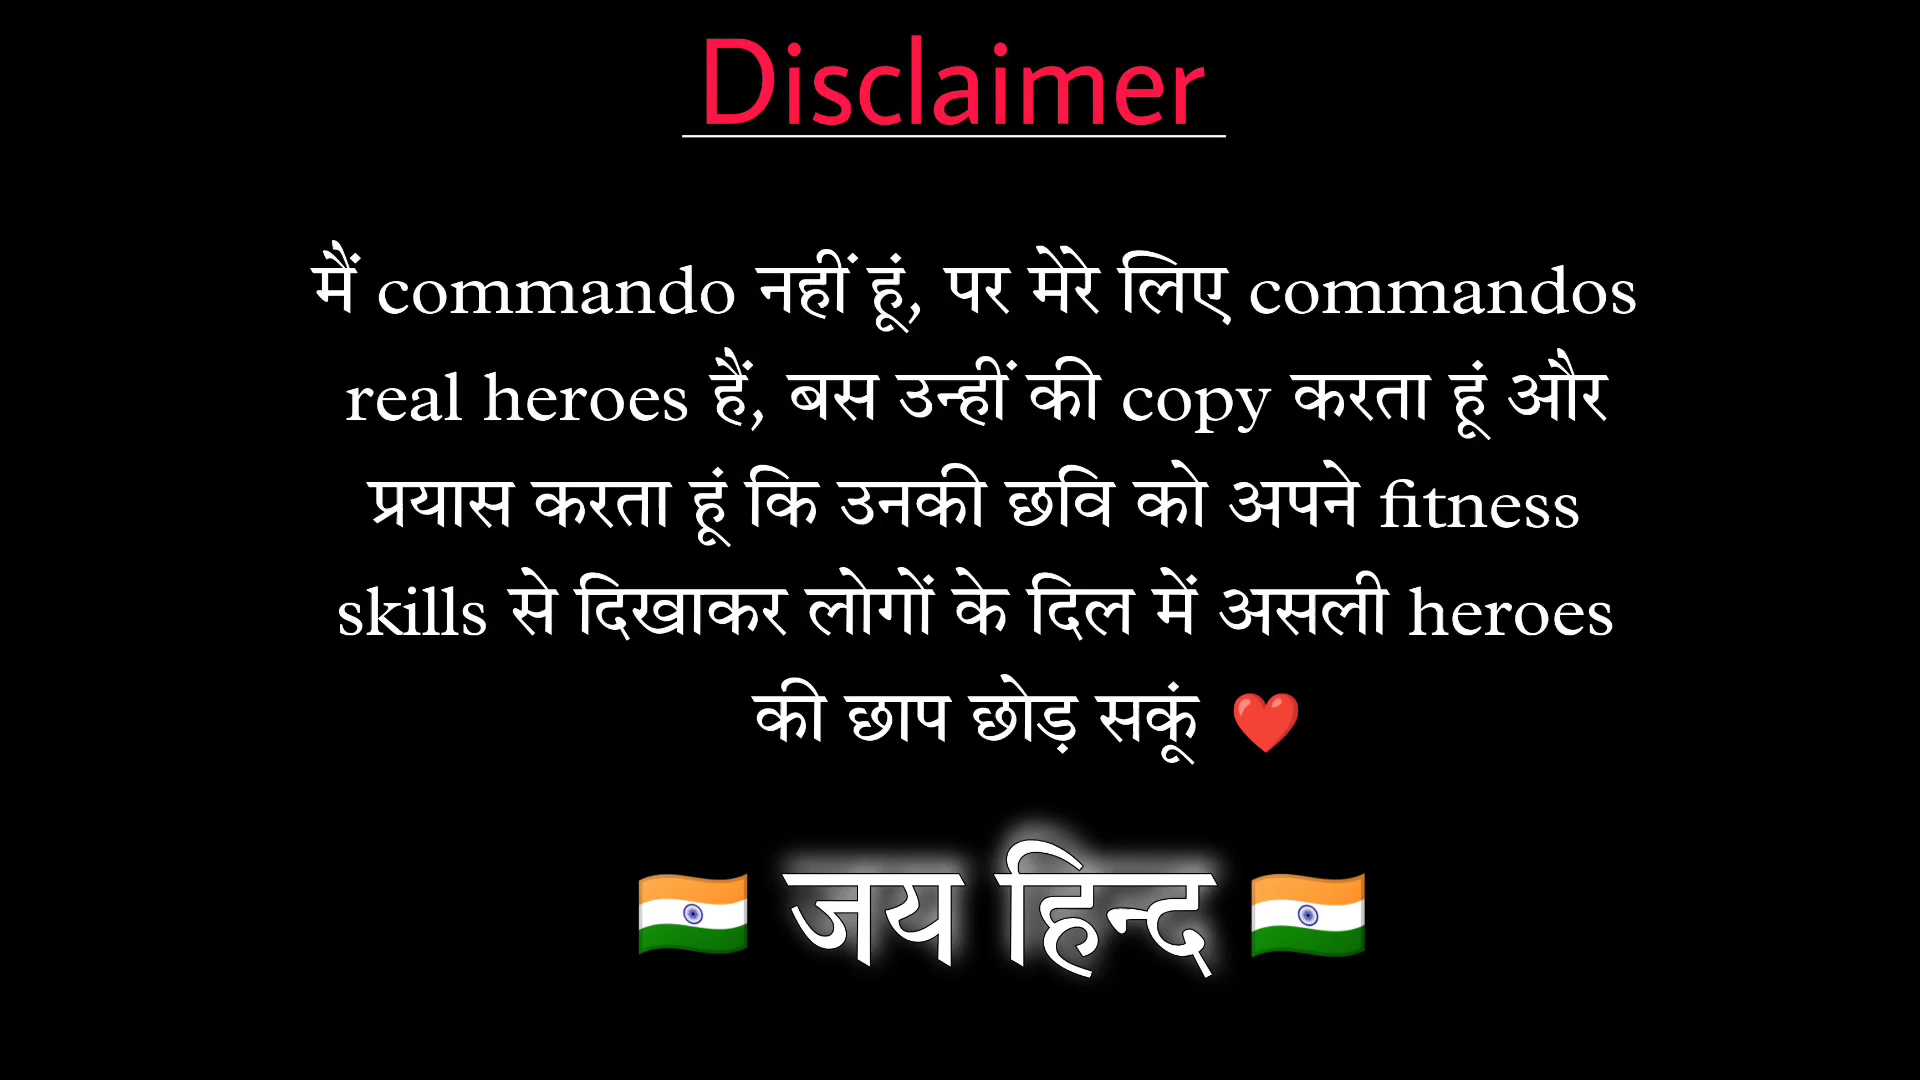 Disclaimer
मैं commando नहीं हूं, पर मेरे लिए commandos
real heroes हैं, बस उन्हीं की copy करता हूं और
प्रयास करता हूं कि उनकी छवि को अपने fitness
skills से दिखाकर लोगों के दिल में असली heroes
की छाप छोड़ सकूं ❤️
🇮🇳 जय हिन्द 🇮🇳